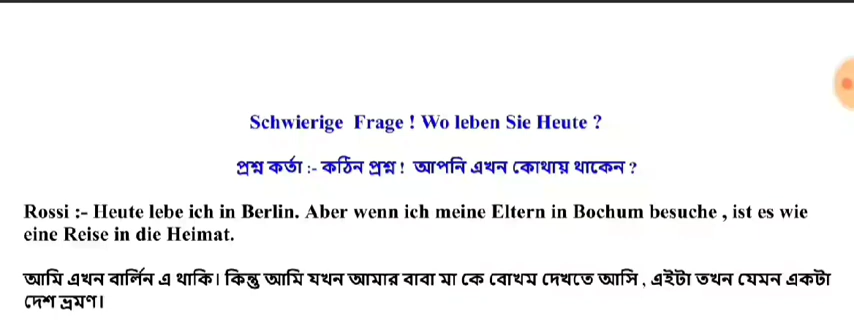 Schwierige Frage ! Wo leben Sie Heute ?
প্রশ্ন কর্তা :- কঠিন প্রশ্ন ! আপনি এখন কোথায় থাকেন ?
Rossi :- Heute lebe ich in Berlin. Aber wenn ich meine Eltern in Bochum besuche , ist es wie
eine Reise in die Heimat.
আমি এখন বার্লিন এ থাকি। কিন্তু আমি যখন আমার বাবা মা কে বোখম দেখতে আসি , এইটা তখন যেমন একটা
দেশ ভ্রমণ।